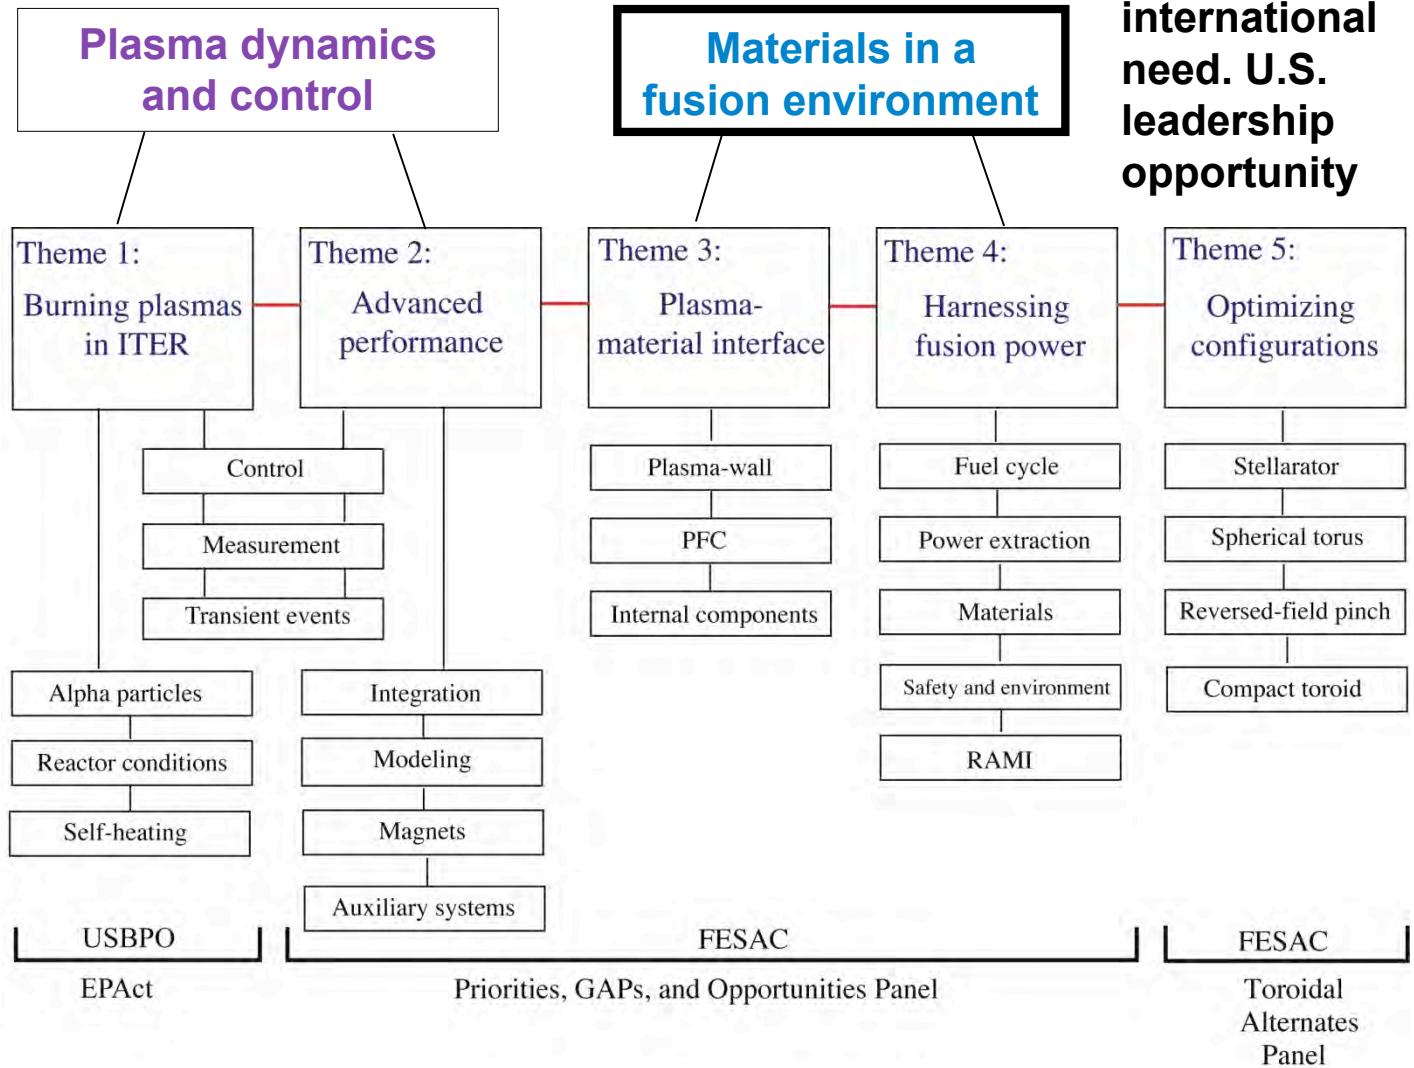 Plasma dynamics
and control
Materials in a
fusion environment
international
need. U.S.
leadership
opportunity
Theme 1:
Burning plasmas
in ITER
Theme 2:
Advanced
performance
Theme 3:
Plasma-
material interface
Theme 4:
Harnessing
fusion power
Theme 5:
Optimizing
configurations
Control
Measurement
Transient events
Alpha particles
Reactor conditions
Self-heating
Integration
Modeling
Magnets
Auxiliary systems
Plasma-wall
PFC
Internal components
Fuel cycle
Power extraction
Materials
Safety and environment
RAMI
Stellarator
Spherical torus
Reversed-field pinch
Compact toroid
USBPO
EPAct
FESAC
Priorities, GAPs, and Opportunities Panel
FESAC
Toroidal
Alternates
Panel